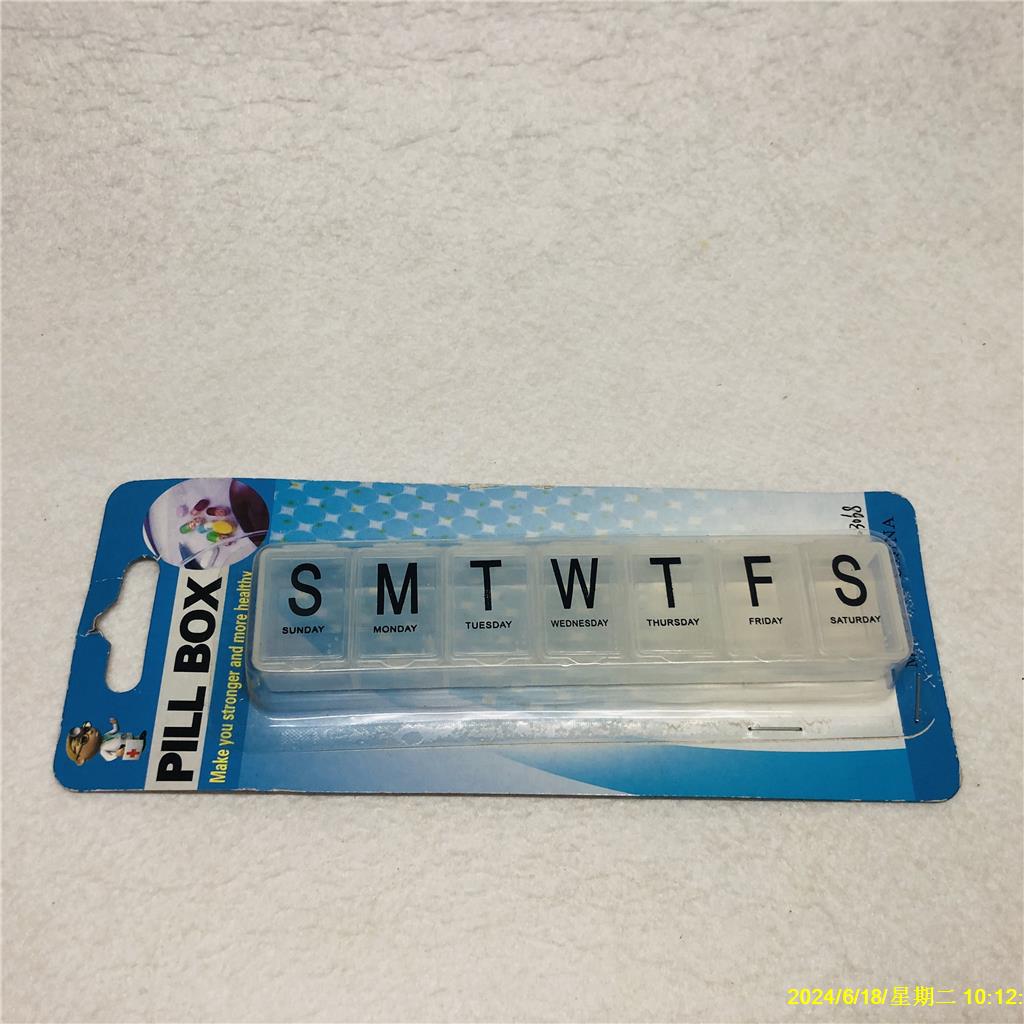 PILL BOX
Make you stronger and more healthy
S M T W T F S
SUNDAY MONDAY TUESDAY WEDNESDAY THURSDAY FRIDAY SATURDAY
2024/6/18/星期二 10:12: